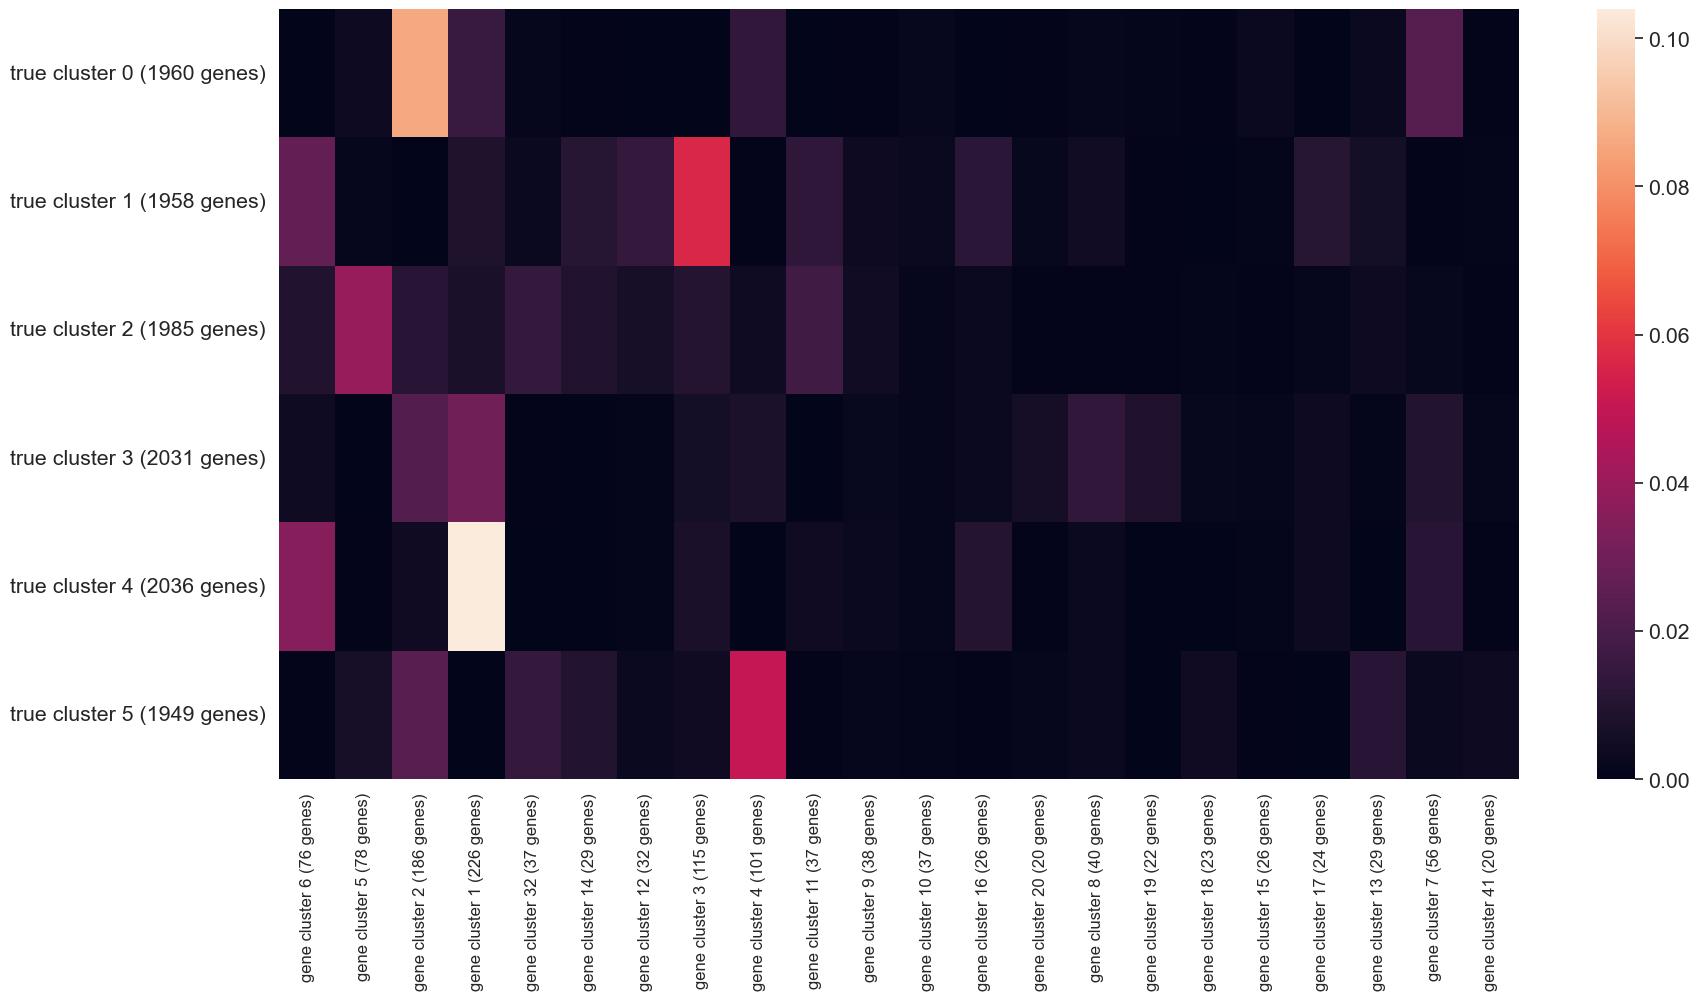 true cluster 0 (1960 genes)
true cluster 1 (1958 genes)
true cluster 2 (1985 genes)
true cluster 3 (2031 genes)
true cluster 4 (2036 genes)
true cluster 5 (1949 genes)
gene cluster 6 (76 genes)
gene cluster 5 (78 genes)
gene cluster 2 (186 genes)
gene cluster 1 (226 genes)
gene cluster 32 (37 genes)
gene cluster 14 (29 genes)
gene cluster 12 (32 genes)
gene cluster 3 (115 genes)
gene cluster 4 (101 genes)
gene cluster 11 (37 genes)
gene cluster 9 (38 genes)
gene cluster 10 (37 genes)
gene cluster 16 (26 genes)
gene cluster 20 (20 genes)
gene cluster 8 (40 genes)
gene cluster 19 (22 genes)
gene cluster 18 (23 genes)
gene cluster 15 (26 genes)
gene cluster 17 (24 genes)
gene cluster 13 (29 genes)
gene cluster 7 (56 genes)
gene cluster 41 (20 genes)
0.10
0.08
0.06
0.04
0.02
0.00